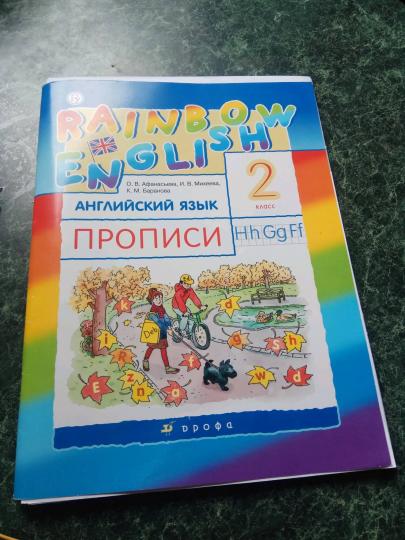 RAINBOW
ENGLISH
О. В. Афанасьева, И. В. Михеева,
К. М. Баранова
АНГЛИЙСКИЙ ЯЗЫК
2
класс
ПРОПИСИ
Hh Gg Ff
k
d
i
R
f
g
S h
E
z
n
a
w
d
дрофа